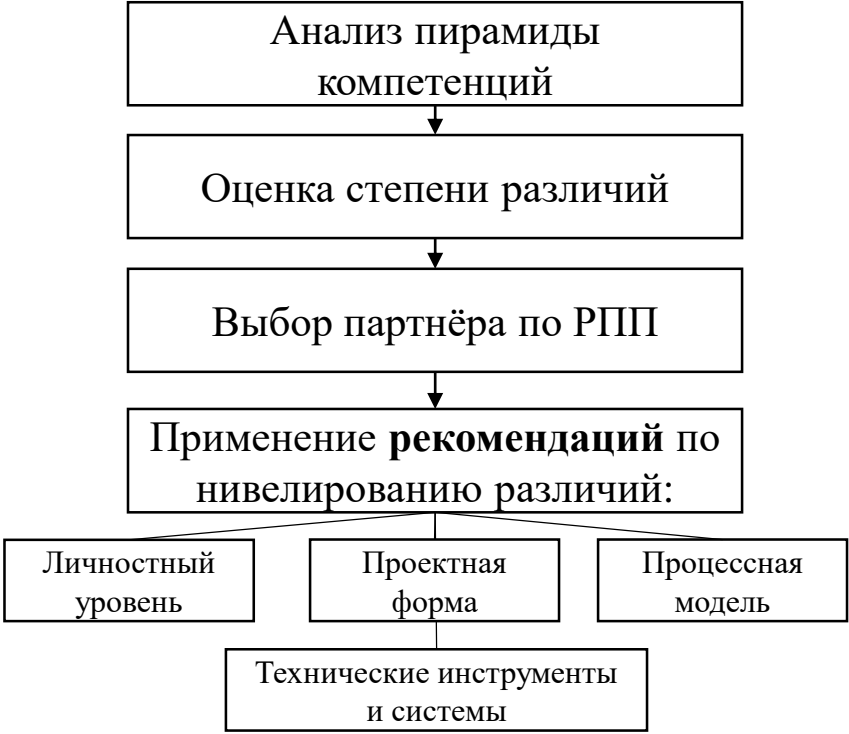 Анализ пирамиды
компетенций
Оценка степени различий
Выбор партнёра по РПП
Применение рекомендаций по
нивелированию различий:
Личностный
уровень
Проектная
форма
Процессная
модель
Технические инструменты
и системы